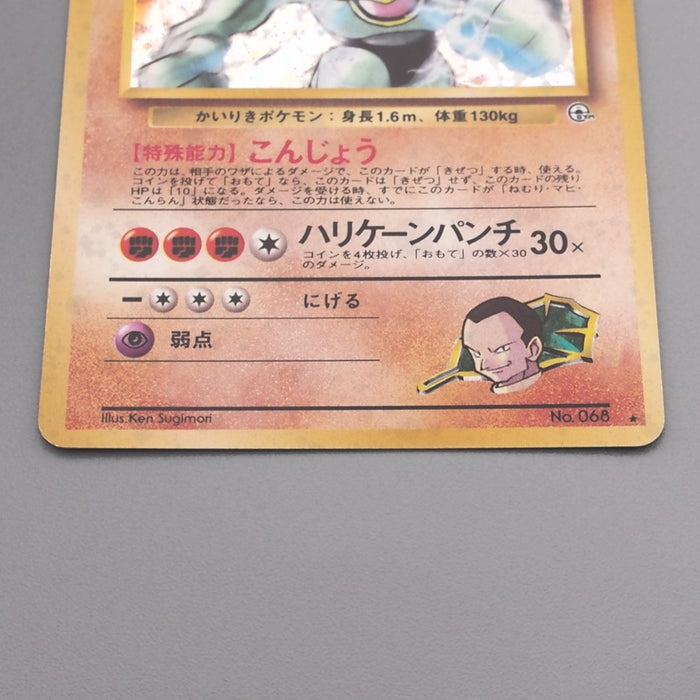 かいりきポケモン：身長1.6m、体重130kg
【特殊能力】こんじょう
この力は、相手のワザによるダメージで、このカードが「きぜつ」する時、使える。
コインを投げて「おもて」なら、このカードは「きぜつ」せず、このカードの残り
HPは「10」になる。ダメージを受ける時、すでにこのカードが「ねむり・マヒ・
こんらん」状態だったなら、この力は使えない。
ハリケーンパンチ 30×
コインを4枚投げ、「おもて」の数×30
のダメージ。
にげる
弱点
Illus. Ken Sugimori
No. 068 ★